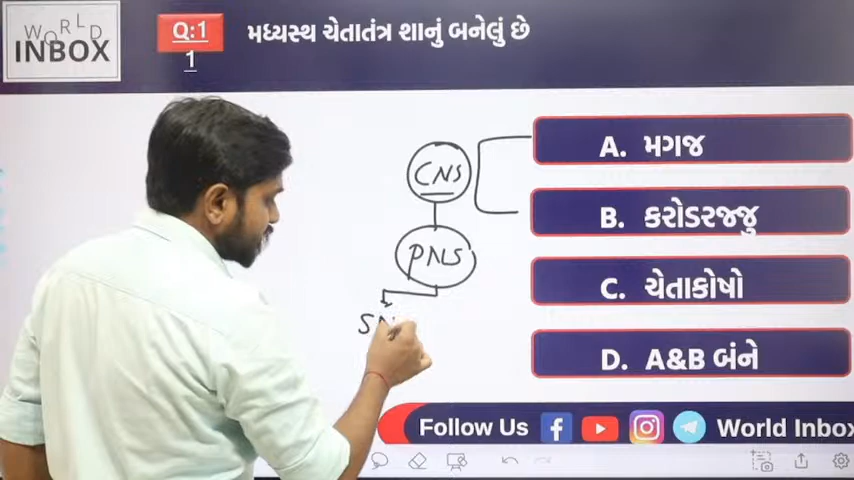 WORLD
INBOX
Q:1
1
મધ્યસ્થ ચેતાતંત્ર શાનું બનેલું છે
CNS
PNS
A. મગજ
B. કરોડરજ્જુ
C. ચેતાકોષો
D. A&B બંને
Follow Us
World Inbox